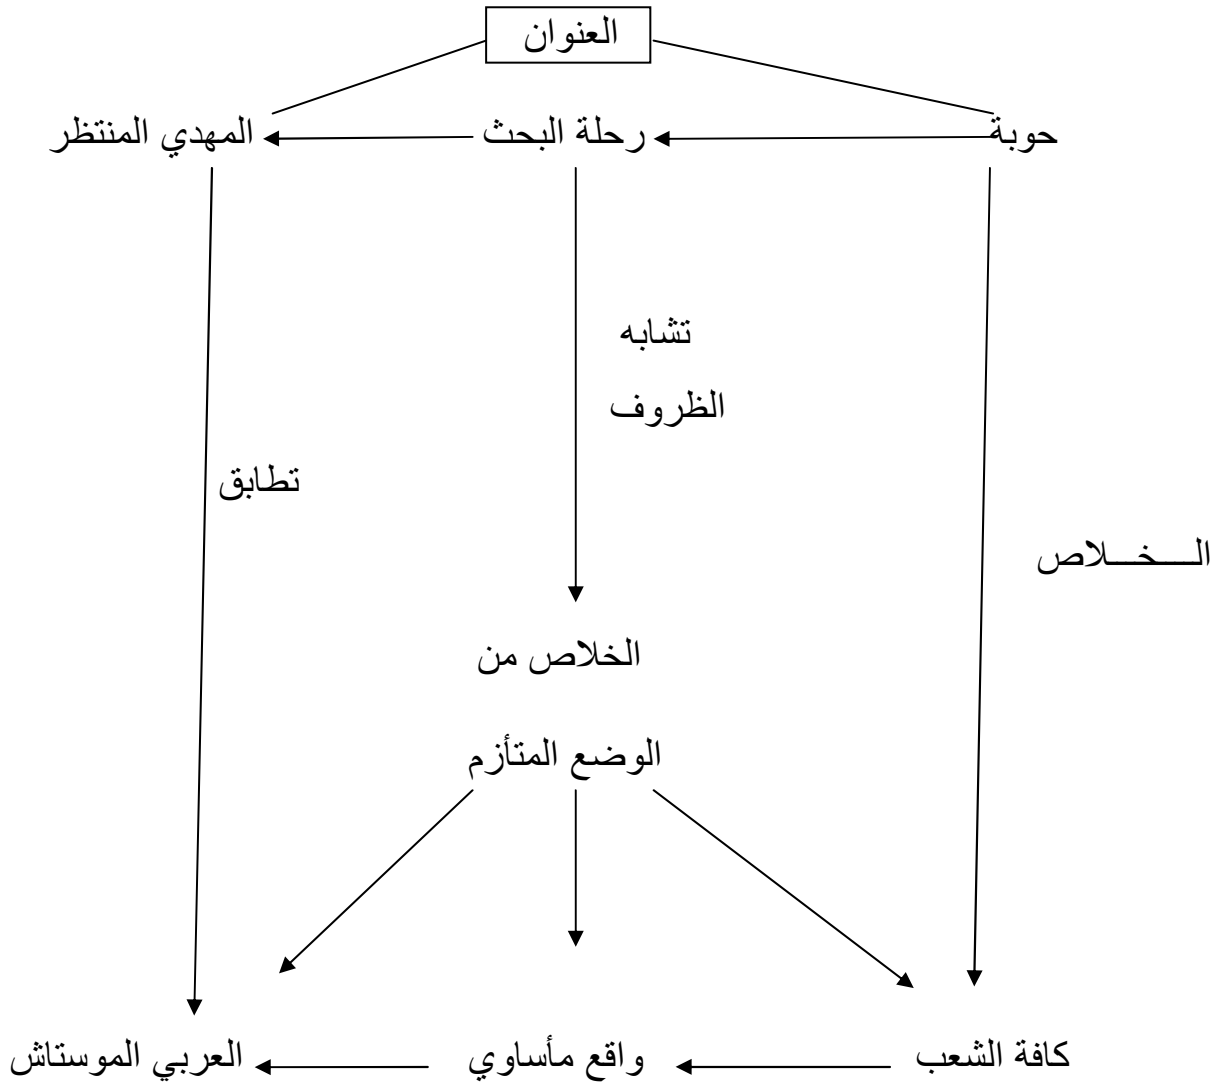 العنوان
حوبة
رحلة البحث
المهدي المنتظر
تشابه
الظروف
تطابق
الـــخـــلاص
الخلاص من
الوضع المتأزم
كافة الشعب
واقع مأساوي
العربي الموستاش